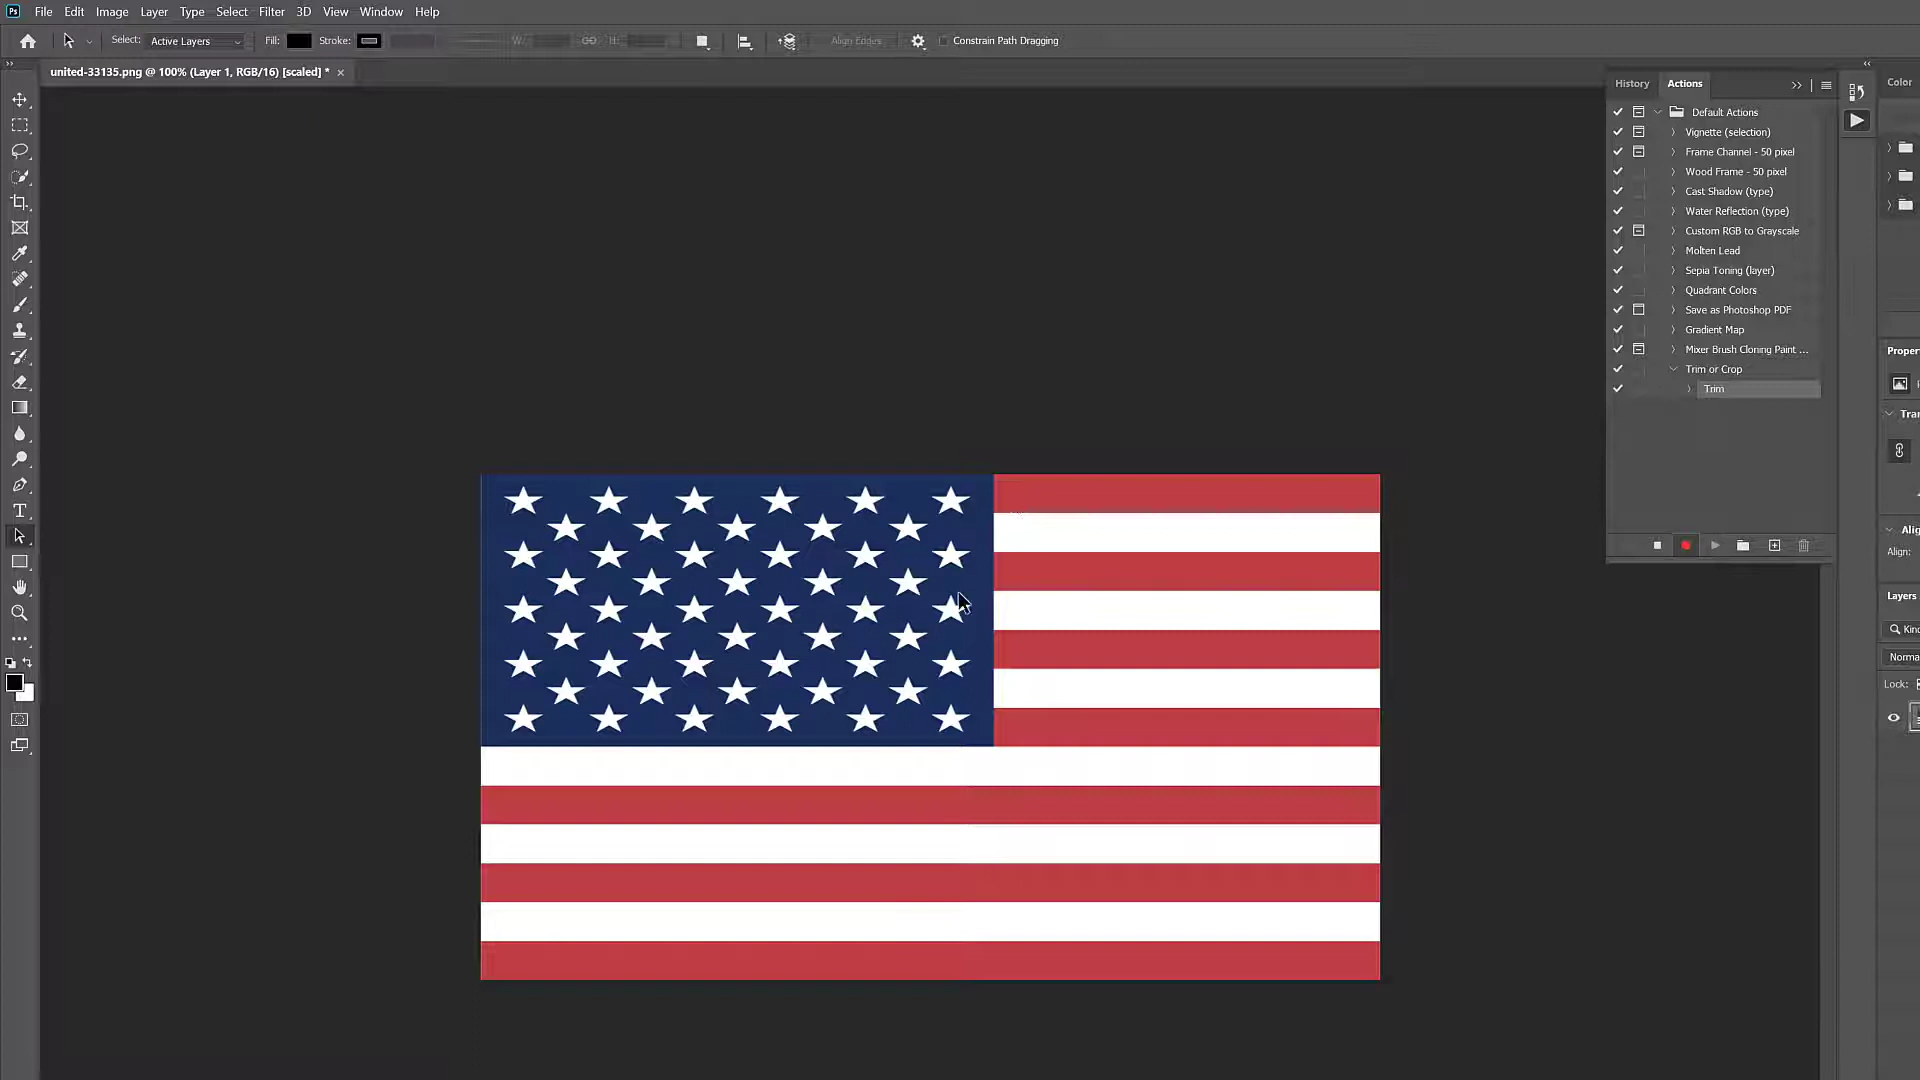 Ps File Edit Image Layer Type Select Filter 3D View Window Help
Select: Active Layers Fill: Stroke: W: H: Align Edges Constrain Path Dragging
united-33135.png @ 100% (Layer 1, RGB/16) [scaled] * ×
History Actions
Color
Default Actions
Vignette (selection)
Frame Channel - 50 pixel
Wood Frame - 50 pixel
Cast Shadow (type)
Water Reflection (type)
Custom RGB to Grayscale
Molten Lead
Sepia Toning (layer)
Quadrant Colors
Save as Photoshop PDF
Gradient Map
Mixer Brush Cloning Paint ...
Trim or Crop
Trim
Proper
Tran
Alig
Align:
Layers
Kind
Norma
Lock: